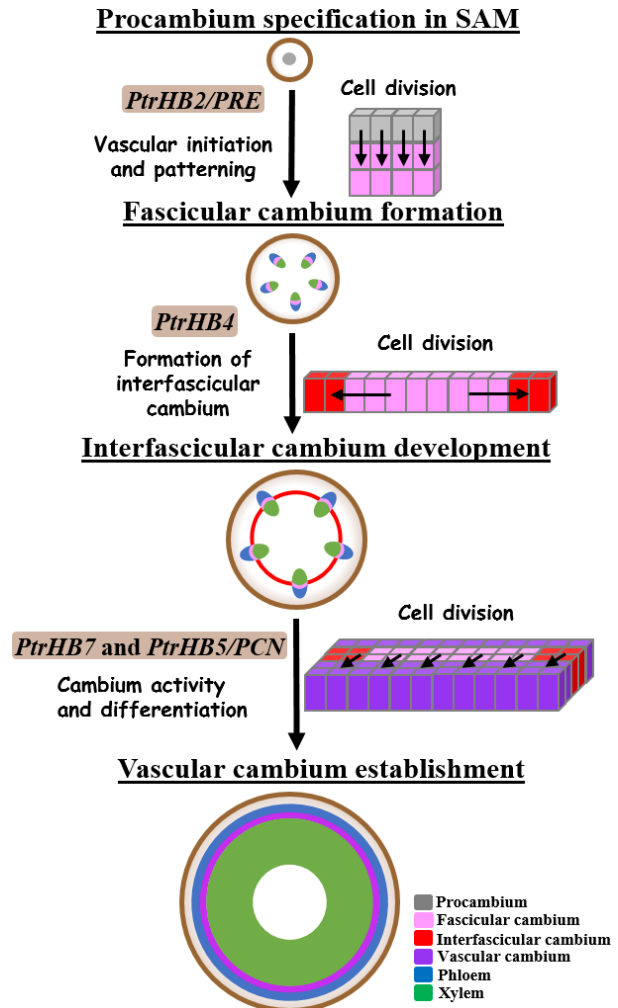 Procambium specification in SAM
PtrHB2/PRE
Cell division
Vascular initiation
and patterning
Fascicular cambium formation
PtrHB4
Cell division
Formation of
interfascicular
cambium
Interfascicular cambium development
Cell division
PtrHB7 and PtrHB5/PCN
Cambium activity
and differentiation
Vascular cambium establishment
Procambium
Fascicular cambium
Interfascicular cambium
Vascular cambium
Phloem
Xylem